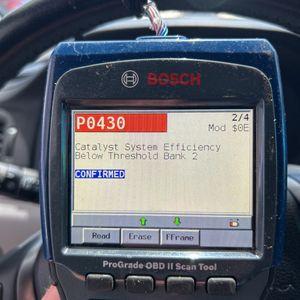 BOSCH
P0430
2/4
Mod $0E
Catalyst System Efficiency
Below Threshold Bank 2
CONFIRMED
Read Erase FFrame
ProGrade OBD II Scan Tool